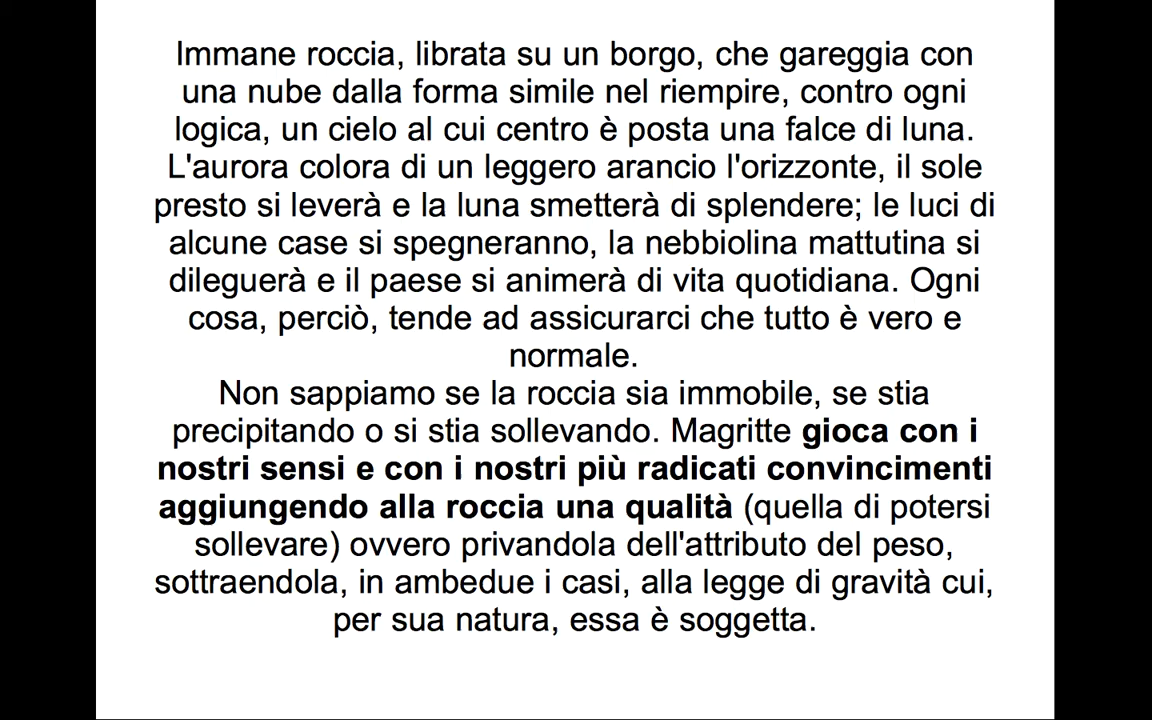 Immane roccia, librata su un borgo, che gareggia con
una nube dalla forma simile nel riempire, contro ogni
logica, un cielo al cui centro è posta una falce di luna.
L'aurora colora di un leggero arancio l'orizzonte, il sole
presto si leverà e la luna smetterà di splendere; le luci di
alcune case si spegneranno, la nebbiolina mattutina si
dileguerà e il paese si animerà di vita quotidiana. Ogni
cosa, perciò, tende ad assicurarci che tutto è vero e
normale.
Non sappiamo se la roccia sia immobile, se stia
precipitando o si stia sollevando. Magritte gioca con i
nostri sensi e con i nostri più radicati convincimenti
aggiungendo alla roccia una qualità (quella di potersi
sollevare) ovvero privandola dell'attributo del peso,
sottraendola, in ambedue i casi, alla legge di gravità cui,
per sua natura, essa è soggetta.